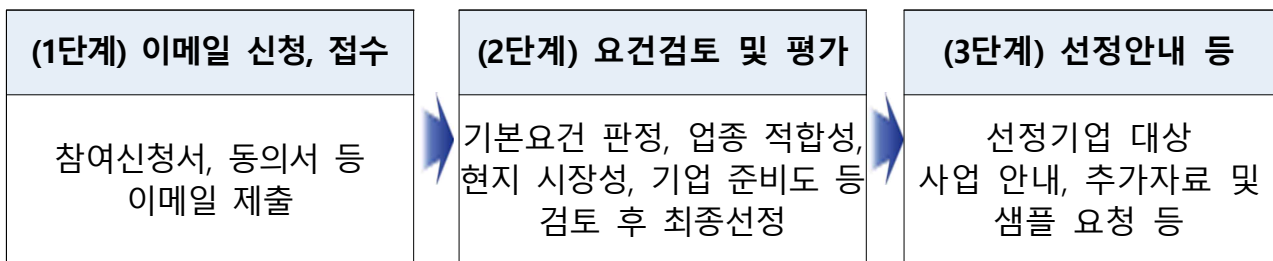 (1단계) 이메일 신청, 접수
참여신청서, 동의서 등
이메일 제출
(2단계) 요건검토 및 평가
기본요건 판정, 업종 적합성,
현지 시장성, 기업 준비도 등
검토 후 최종선정
(3단계) 선정안내 등
선정기업 대상
사업 안내, 추가자료 및
샘플 요청 등